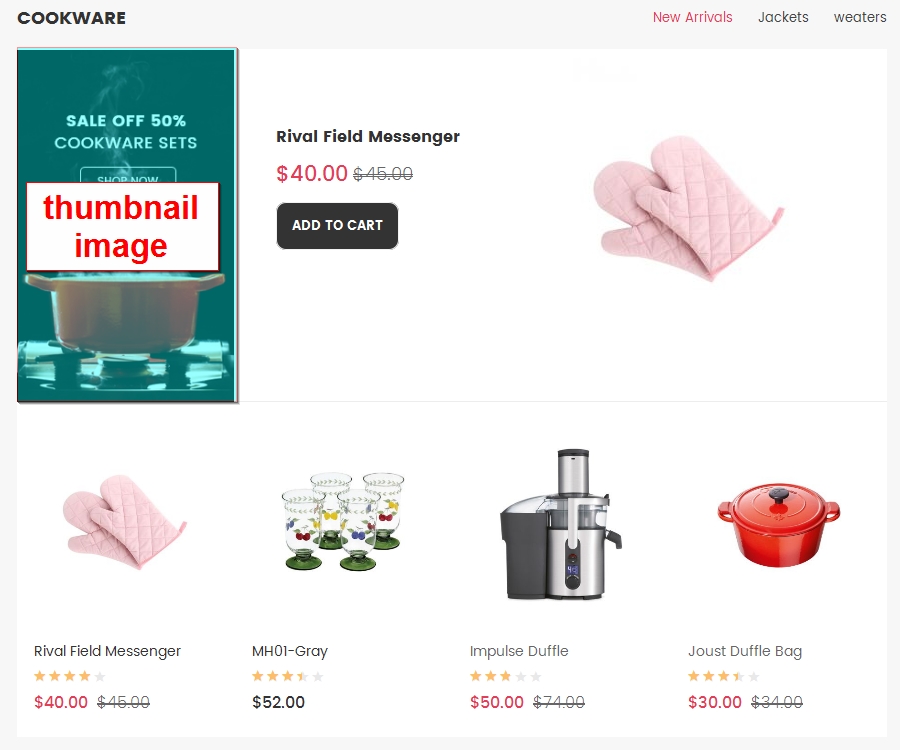 COOKWARE
New Arrivals Jackets weaters
SALE OFF 50%
COOKWARE SETS
SHOP NOW
thumbnail
image
Rival Field Messenger
$40.00 $45.00
ADD TO CART
Rival Field Messenger
$40.00 $45.00
MH01-Gray
$52.00
Impulse Duffle
$50.00 $74.00
Joust Duffle Bag
$30.00 $34.00